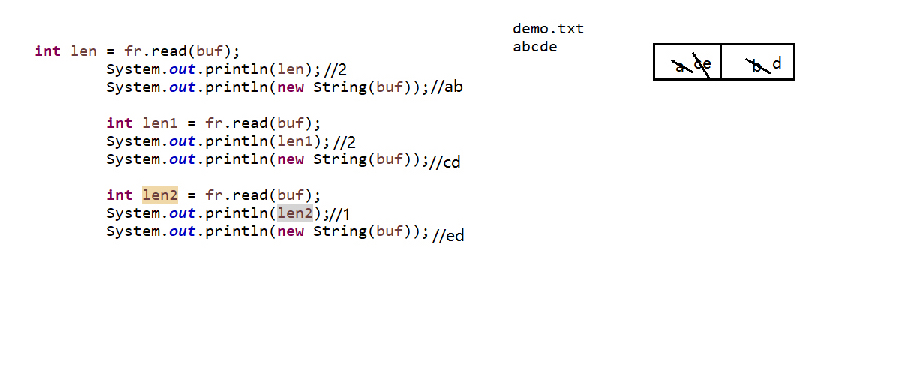 int len = fr.read(buf);
System.out.println(len);//2
System.out.println(new String(buf));//ab
int len1 = fr.read(buf);
System.out.println(len1);//2
System.out.println(new String(buf));//cd
int len2 = fr.read(buf);
System.out.println(len2);//1
System.out.println(new String(buf));//ed
demo.txt
abcde
a c e b d